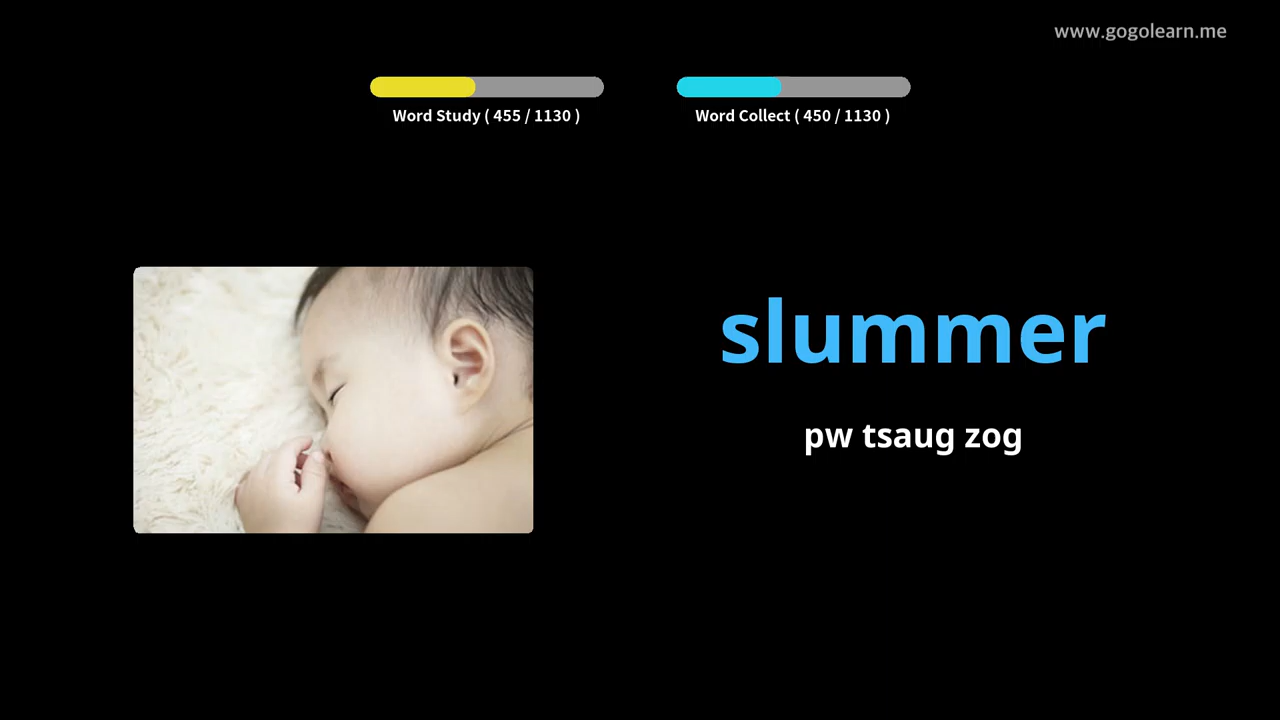 www.gogolearn.me
Word Study ( 455 / 1130 )
Word Collect ( 450 / 1130 )
slummer
pw tsaug zog